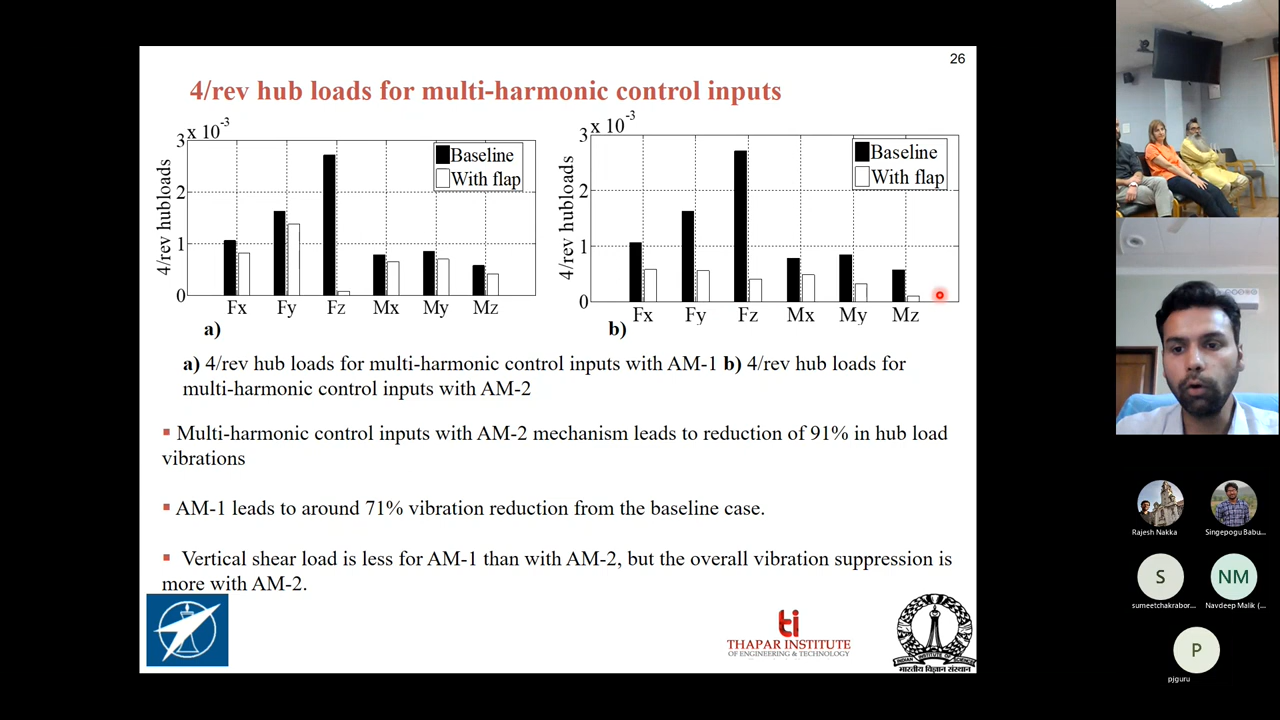 26
4/rev hub loads for multi-harmonic control inputs
3 x 10-3
2
1
0
4/rev hubloads
Baseline
With flap
Fx Fy Fz Mx My Mz
a)
3 x 10-3
2
1
0
4/rev hubloads
Baseline
With flap
Fx Fy Fz Mx My Mz
b)
a) 4/rev hub loads for multi-harmonic control inputs with AM-1 b) 4/rev hub loads for
multi-harmonic control inputs with AM-2
Multi-harmonic control inputs with AM-2 mechanism leads to reduction of 91% in hub load
vibrations
AM-1 leads to around 71% vibration reduction from the baseline case.
Vertical shear load is less for AM-1 than with AM-2, but the overall vibration suppression is
more with AM-2.
ti
THAPAR INSTITUTE
OF ENGINEERING & TECHNOLOGY
INDIAN INSTITUTE OF SCIENCE
भारतीय विज्ञान संस्थान
Rajesh Nakka
Singepogu Babu...
S
sumeetchakrabor...
NM
Navdeep Malik (...
P
pjguru